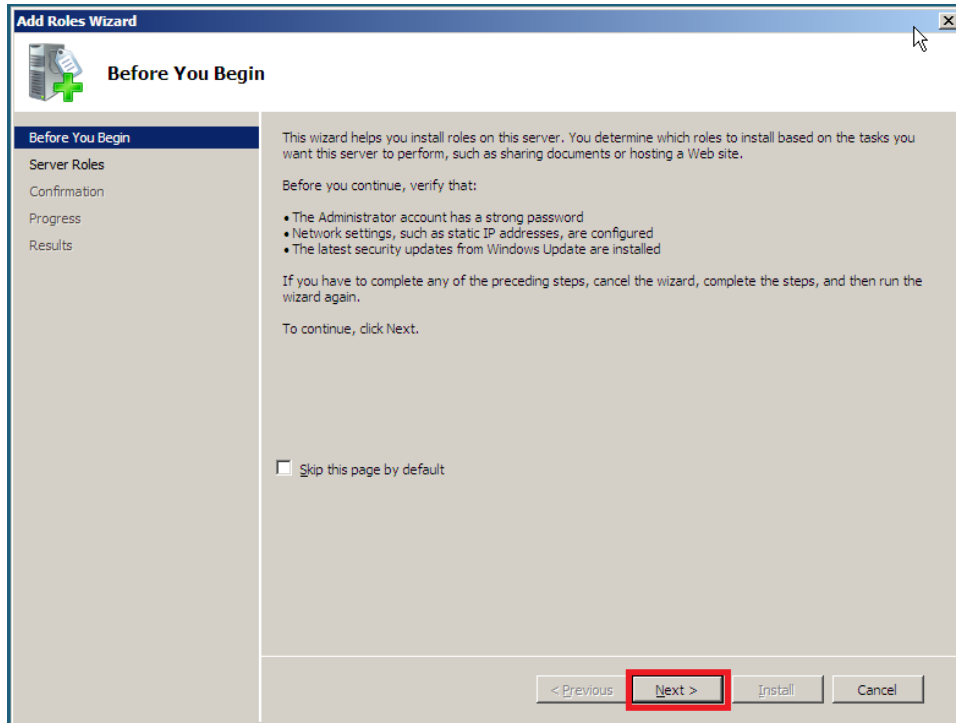 Add Roles Wizard
Before You Begin
Before You Begin
Server Roles
Confirmation
Progress
Results
This wizard helps you install roles on this server. You determine which roles to install based on the tasks you
want this server to perform, such as sharing documents or hosting a Web site.
Before you continue, verify that:
• The Administrator account has a strong password
• Network settings, such as static IP addresses, are configured
• The latest security updates from Windows Update are installed
If you have to complete any of the preceding steps, cancel the wizard, complete the steps, and then run the
wizard again.
To continue, click Next.
Skip this page by default
< Previous Next > Install Cancel